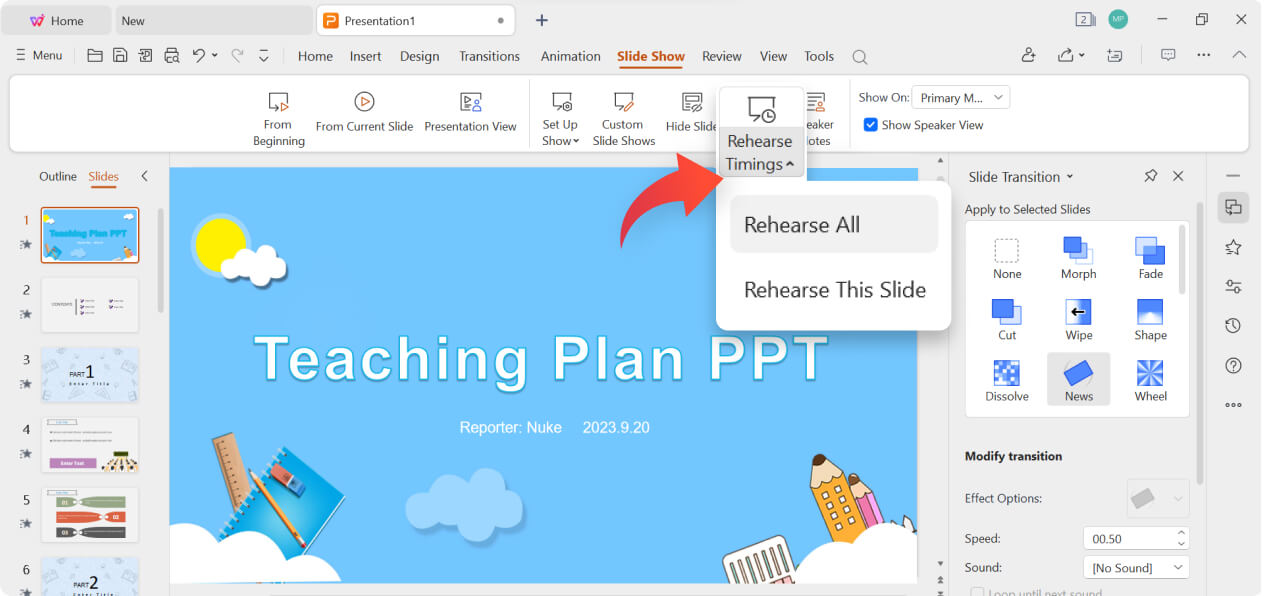 Home
New
Presentation1
2
MP
Menu
Home Insert Design Transitions Animation Slide Show Review View Tools
From
Beginning
From Current Slide
Presentation View
Set Up
Show
Custom
Slide Shows
Hide Slide
Rehearse
Timings
eaker
otes
Show On: Primary M...
Show Speaker View
Rehearse All
Rehearse This Slide
Outline Slides
1
Teaching Plan PPT
2
CONTENTS
3
PART 1
Enter Title
4
Enter Text
5
01
02
03
6
PART 2
Enter Title
Teaching Plan PPT
Reporter: Nuke 2023.9.20
Slide Transition
Apply to Selected Slides
None Morph Fade
Cut Wipe Shape
Dissolve News Wheel
Modify transition
Effect Options:
Speed: 00.50
Sound: [No Sound]
Loop until next sound